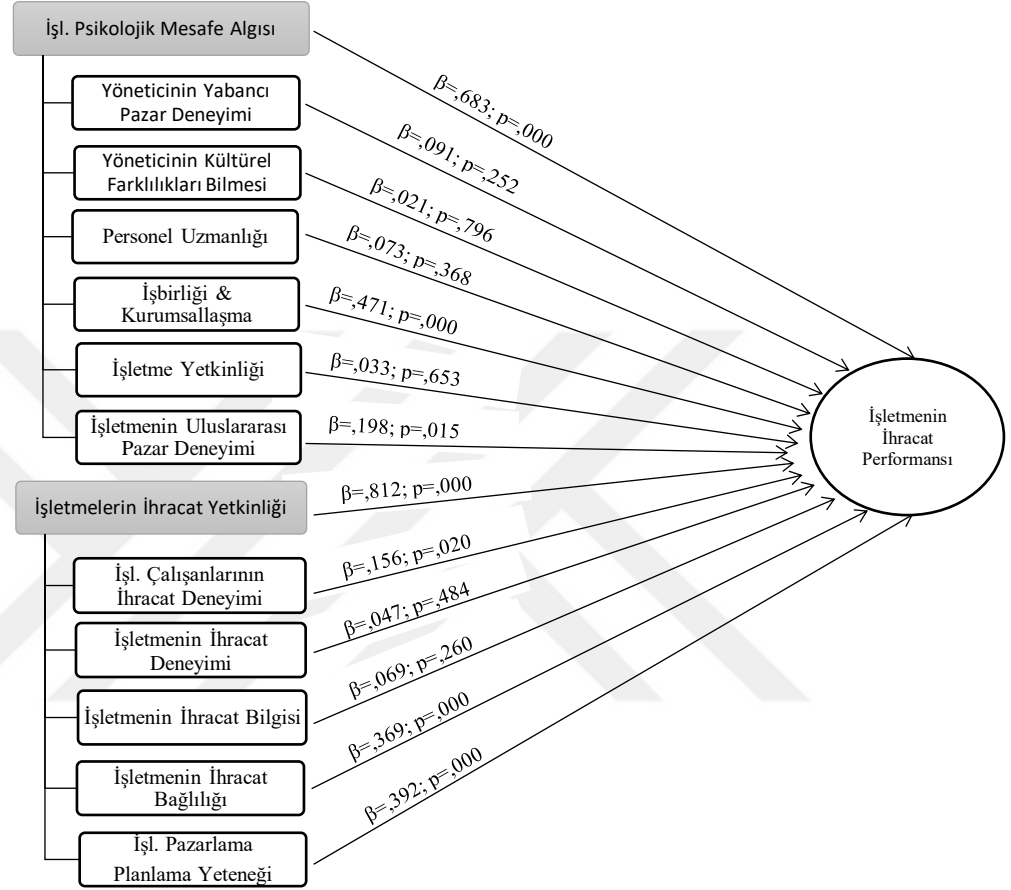 İşl. Psikolojik Mesafe Algısı
β=,683; p=,000
Yöneticinin Yabancı
Pazar Deneyimi
β=,091; p=,252
Yöneticinin Kültürel
Farklılıkları Bilmesi
β=,021; p=,796
Personel Uzmanlığı
β=,073; p=,368
İşbirliği &
Kurumsallaşma
β=,471; p=,000
İşletme Yetkinliği
β=,033; p=,653
İşletmenin Uluslararası
Pazar Deneyimi
β=,198; p=,015
İşletmelerin İhracat Yetkinliği
β=,812; p=,000
İşl. Çalışanlarının
İhracat Deneyimi
β=,156; p=,020
İşletmenin İhracat
Deneyimi
β=,047; p=,484
İşletmenin İhracat Bilgisi
β=,069; p=,260
İşletmenin İhracat
Bağlılığı
β=,369; p=,000
İşl. Pazarlama
Planlama Yeteneği
β=,392; p=,000
İşletmenin
İhracat
Performansı